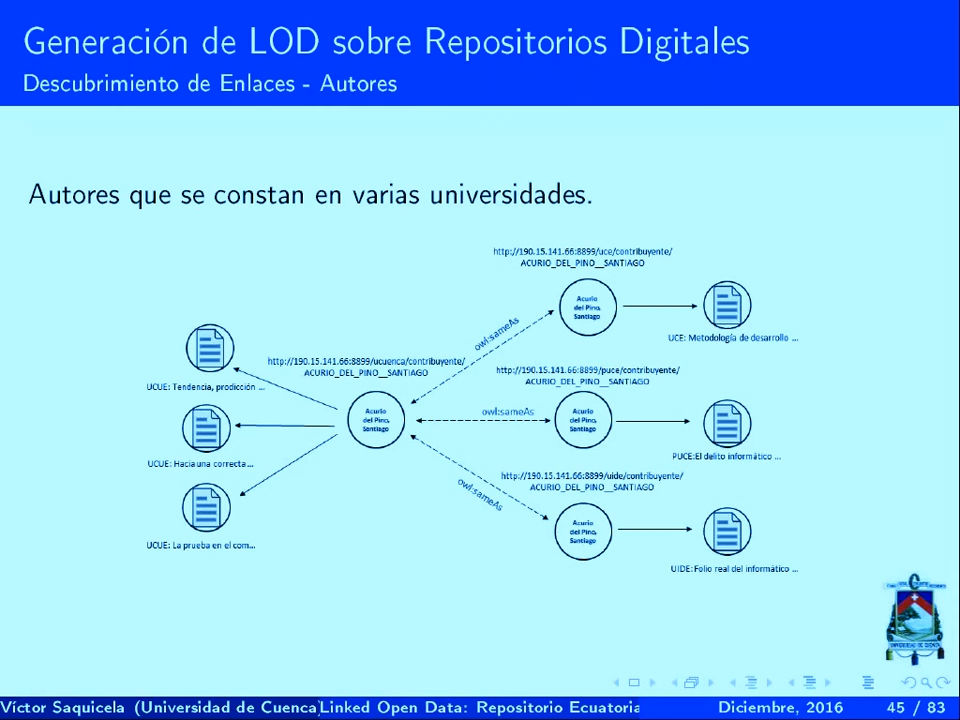 Generación de LOD sobre Repositorios Digitales
Descubrimiento de Enlaces - Autores
Autores que se constan en varias universidades.
http://190.15.141.66:8899/uce/contribuyente/
ACURIO_DEL_PINO__SANTIAGO
Acurio
del Pino,
Santiago
UCE: Metodología de desarrollo ...
owl:sameAs
http://190.15.141.66:8899/ucuenca/contribuyente/
ACURIO_DEL_PINO__SANTIAGO
Acurio
del Pino,
Santiago
UCUE: Tendencia, prodicción ...
UCUE: Hacia una correcta ...
UCUE: La prueba en el com...
http://190.15.141.66:8899/puce/contribuyente/
ACURIO_DEL_PINO__SANTIAGO
owl:sameAs
Acurio
del Pino,
Santiago
PUCE:El delito informático ...
http://190.15.141.66:8899/uide/contribuyente/
ACURIO_DEL_PINO__SANTIAGO
owl:sameAs
Acurio
del Pino,
Santiago
UIDE:Folio real del informático ...
UNIVERSIDAD DE CUENCA
Víctor Saquicela (Universidad de Cuenca)
Linked Open Data: Repositorio Ecuatoria
Diciembre, 2016
45 / 83